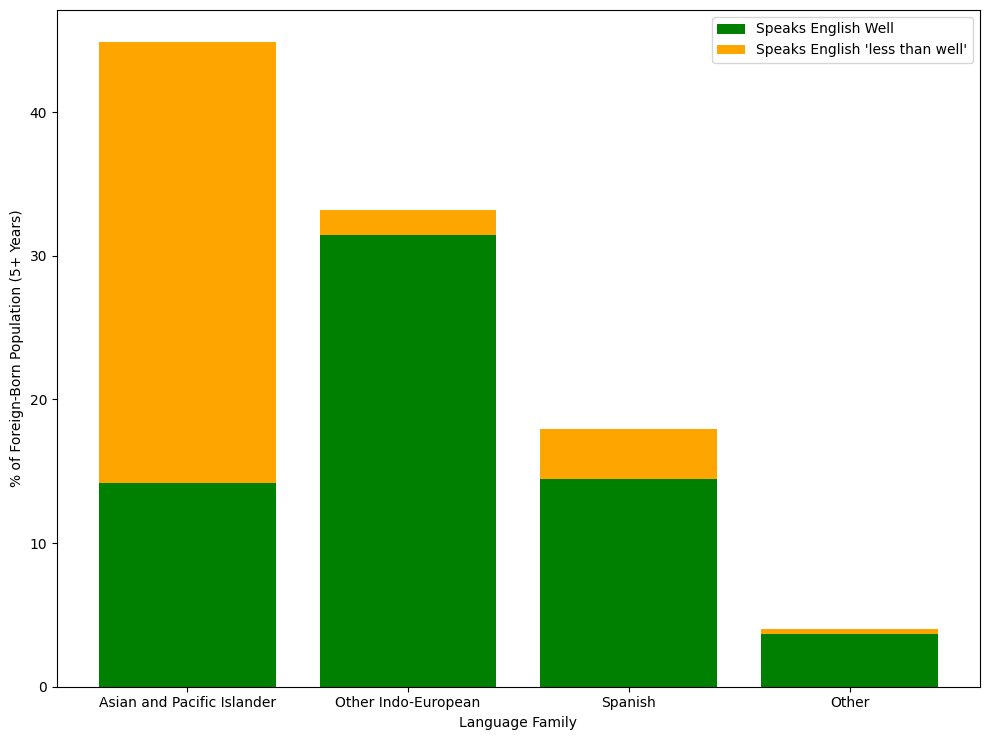 Speaks English Well
Speaks English 'less than well'
% of Foreign-Born Population (5+ Years)
40
30
20
10
0
Asian and Pacific Islander
Other Indo-European
Spanish
Other
Language Family